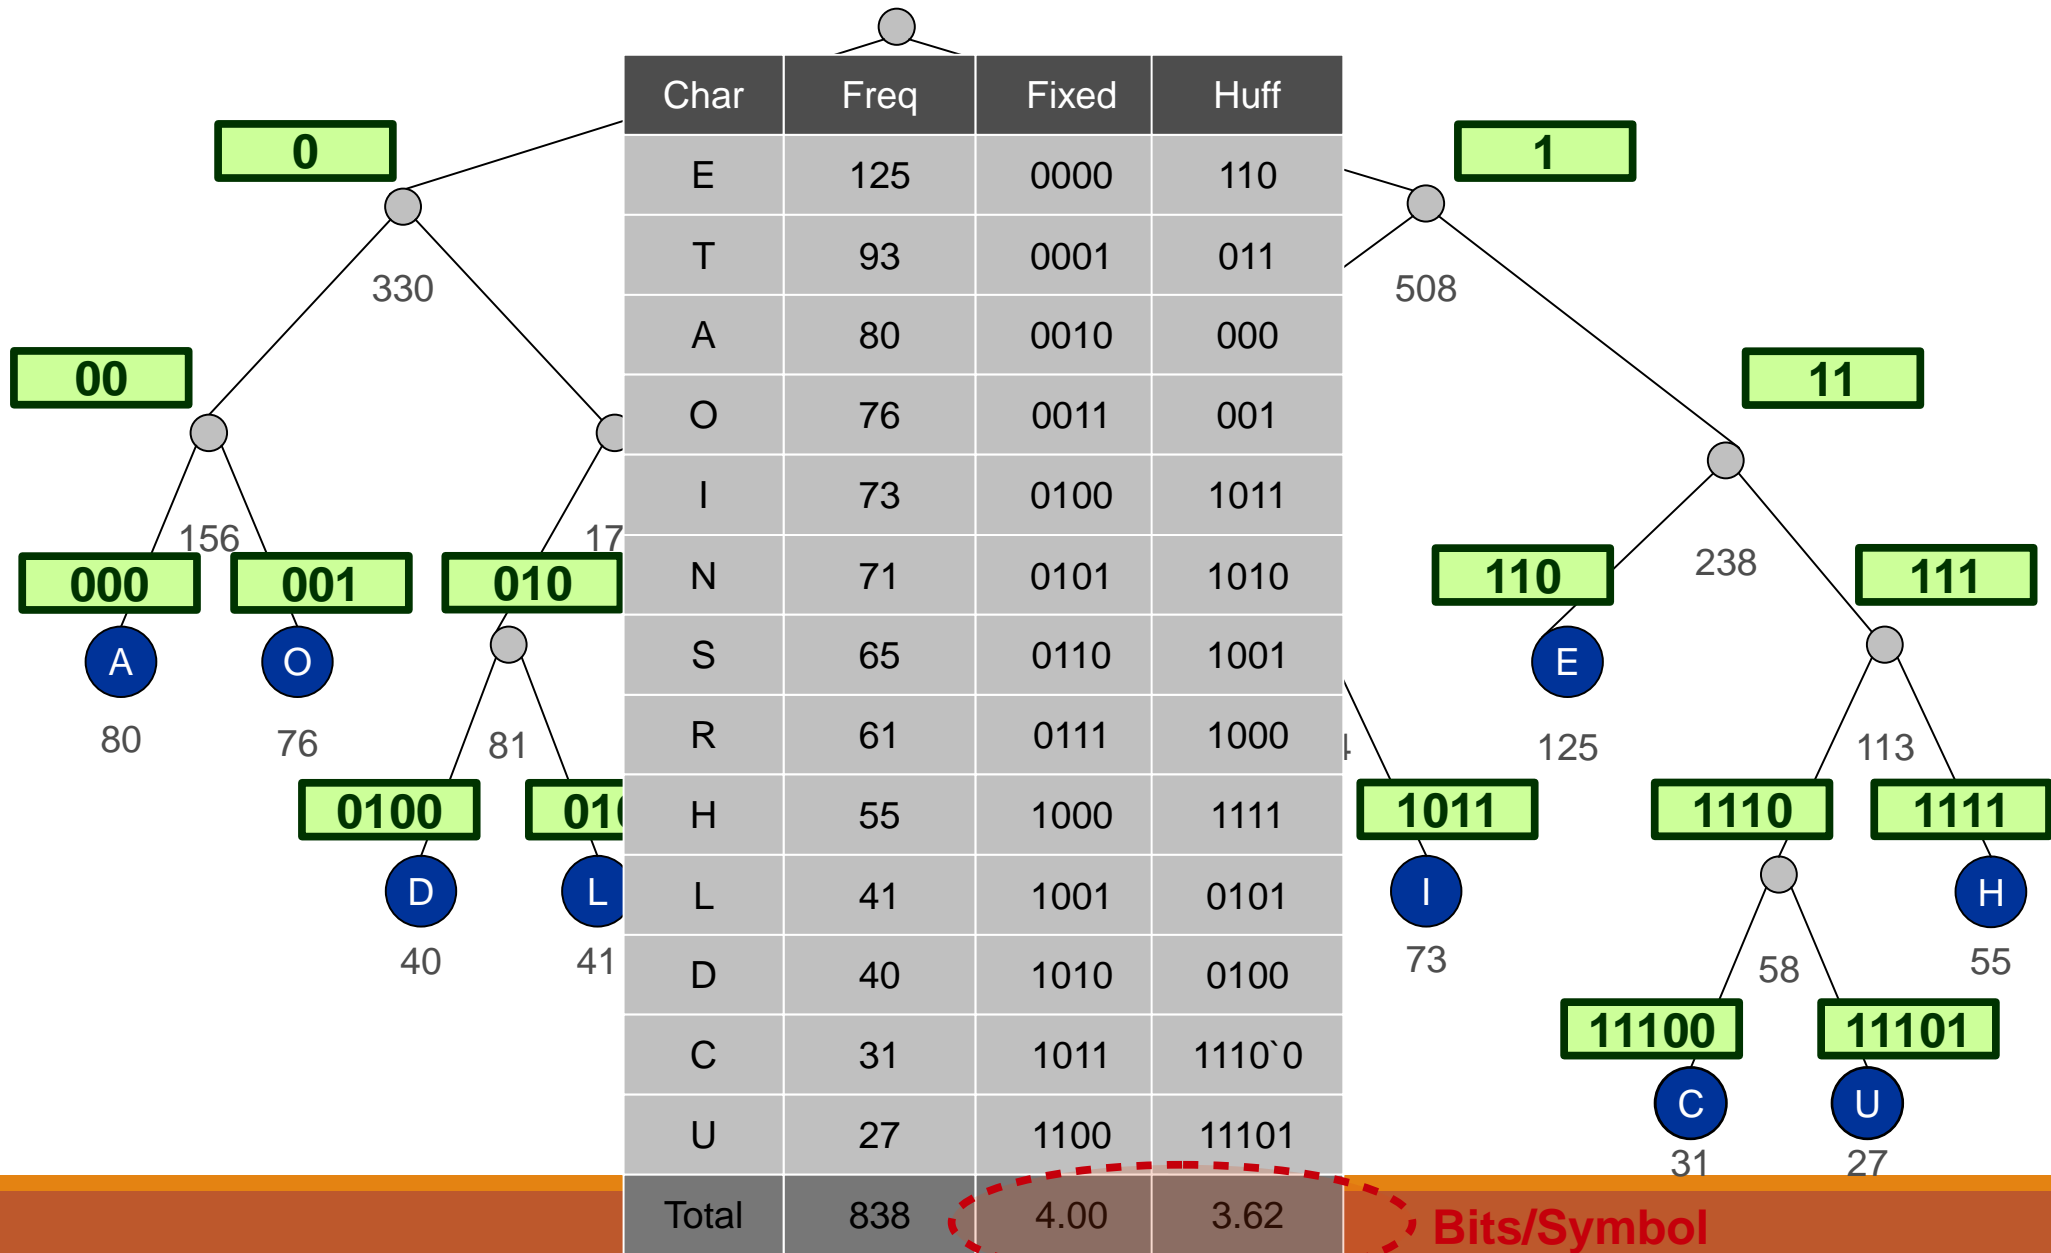 Char Freq Fixed Huff
E 125 0000 110
T 93 0001 011
A 80 0010 000
O 76 0011 001
I 73 0100 1011
N 71 0101 1010
S 65 0110 1001
R 61 0111 1000
H 55 1000 1111
L 41 1001 0101
D 40 1010 0100
C 31 1011 1110`0
U 27 1100 11101
Total 838 4.00 3.62
Bits/Symbol
0
1
330
508
00
11
156
17
238
000
001
010
110
111
A
O
E
80
76
81
125
113
0100
010
1011
1110
1111
D
L
I
H
40
41
73
58
55
11100
11101
C
U
31
27